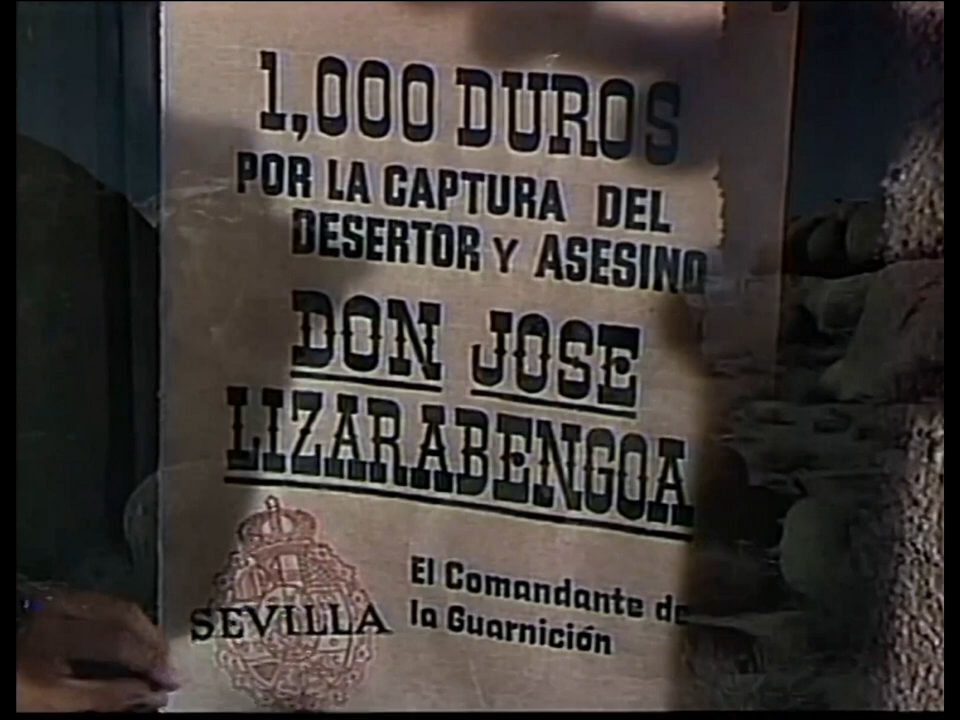 1,000 DUROS
POR LA CAPTURA DEL
DESERTOR Y ASESINO
DON JOSE
LIZARABENGOA
SEVILLA
El Comandante de
la Guarnición